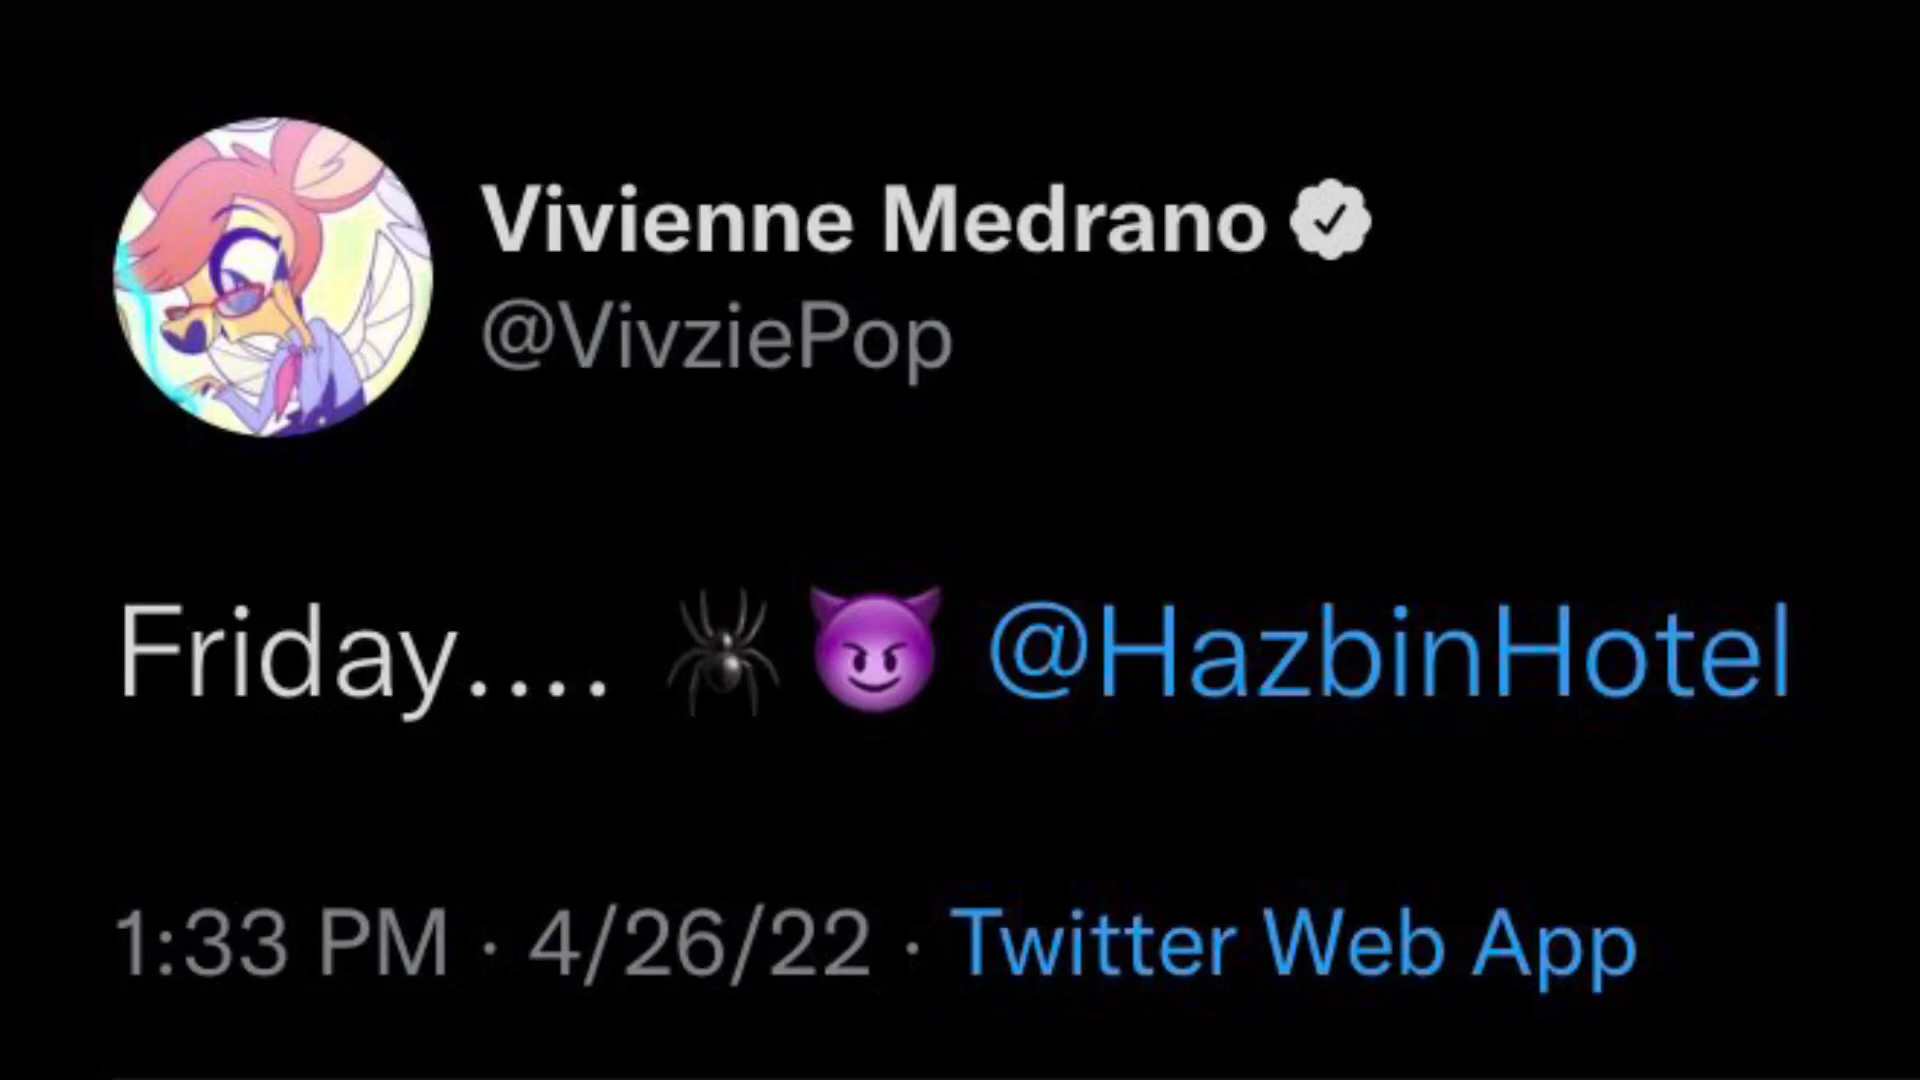 Vivienne Medrano
@VivziePop
Friday.... 🕷️😈 @HazbinHotel
1:33 PM · 4/26/22 · Twitter Web App